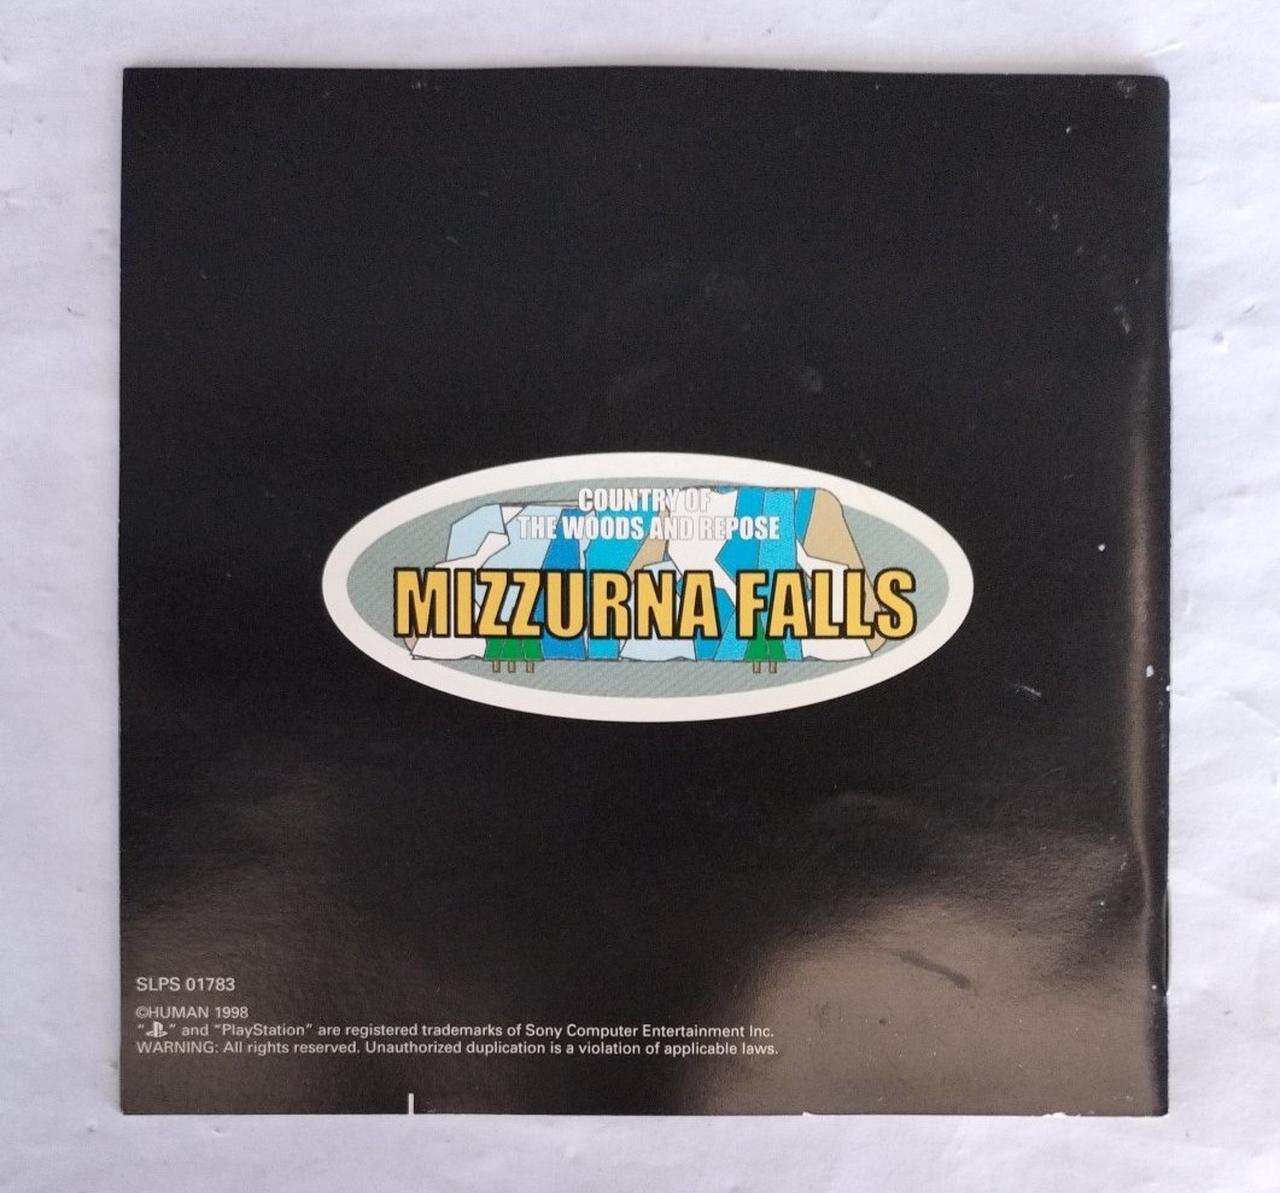 COUNTRY OF
THE WOODS AND REPOSE
MIZZURNA FALLS
SLPS 01783
©HUMAN 1998
“PS” and “PlayStation” are registered trademarks of Sony Computer Entertainment Inc.
WARNING: All rights reserved. Unauthorized duplication is a violation of applicable laws.